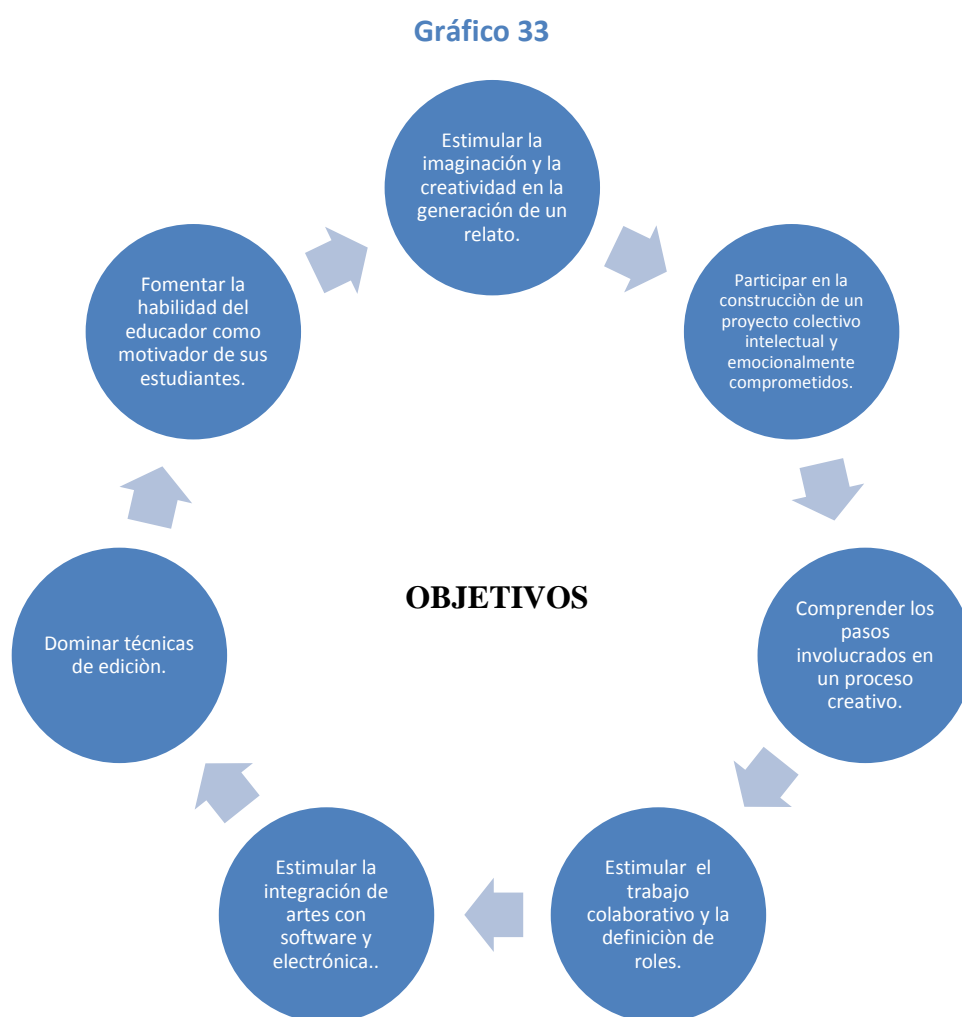 Gráfico 33
Estimular la
imaginación y la
creatividad en la
generación de un
relato.
Participar en la
construcciòn de un
proyecto colectivo
intelectual y
emocionalmente
comprometidos.
Comprender los
pasos
involucrados en
un proceso
creativo.
Estimular  el
trabajo
colaborativo y la
definiciòn de
roles.
Estimular la
integración de
artes con
software y
electrónica..
Dominar técnicas
de ediciòn.
Fomentar la
habilidad del
educador como
motivador de sus
estudiantes.
OBJETIVOS